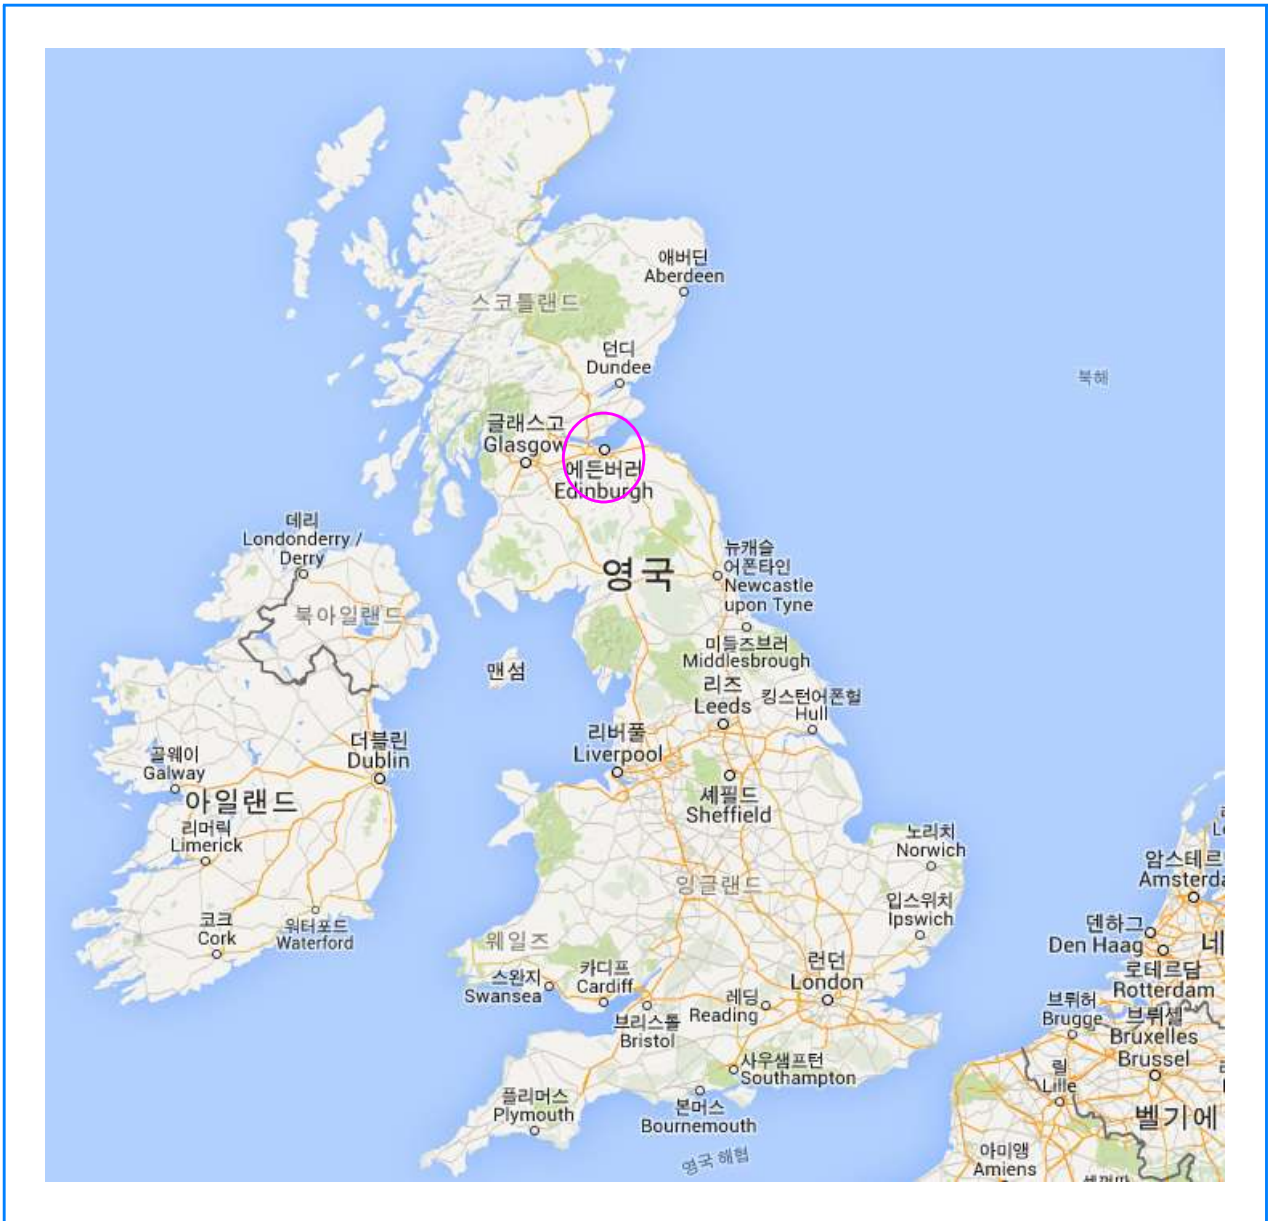 애버딘
Aberdeen
스코틀랜드
던디
Dundee
북해
글래스고
Glasgow
에든버러
Edinburgh
데리
Londonderry /
Derry
뉴캐슬
어폰타인
Newcastle
upon Tyne
영국
북아일랜드
미들즈브러
Middlesbrough
맨섬
리즈
Leeds
킹스턴어폰헐
Hull
리버풀
Liverpool
더블린
Dublin
골웨이
Galway
아일랜드
셰필드
Sheffield
리머릭
Limerick
노리치
Norwich
암스테르
Amsterda
잉글랜드
입스위치
Ipswich
코크
Cork
워터포드
Waterford
웨일즈
덴하그
Den Haag
네
런던
London
스완지
Swansea
카디프
Cardiff
로테르담
Rotterdam
레딩
Reading
브뤼허
Brugge
브리스톨
Bristol
브뤼셀
Bruxelles
Brussel
사우샘프턴
Southampton
릴
Lille
플리머스
Plymouth
본머스
Bournemouth
벨기에
영국 해협
아미앵
Amiens